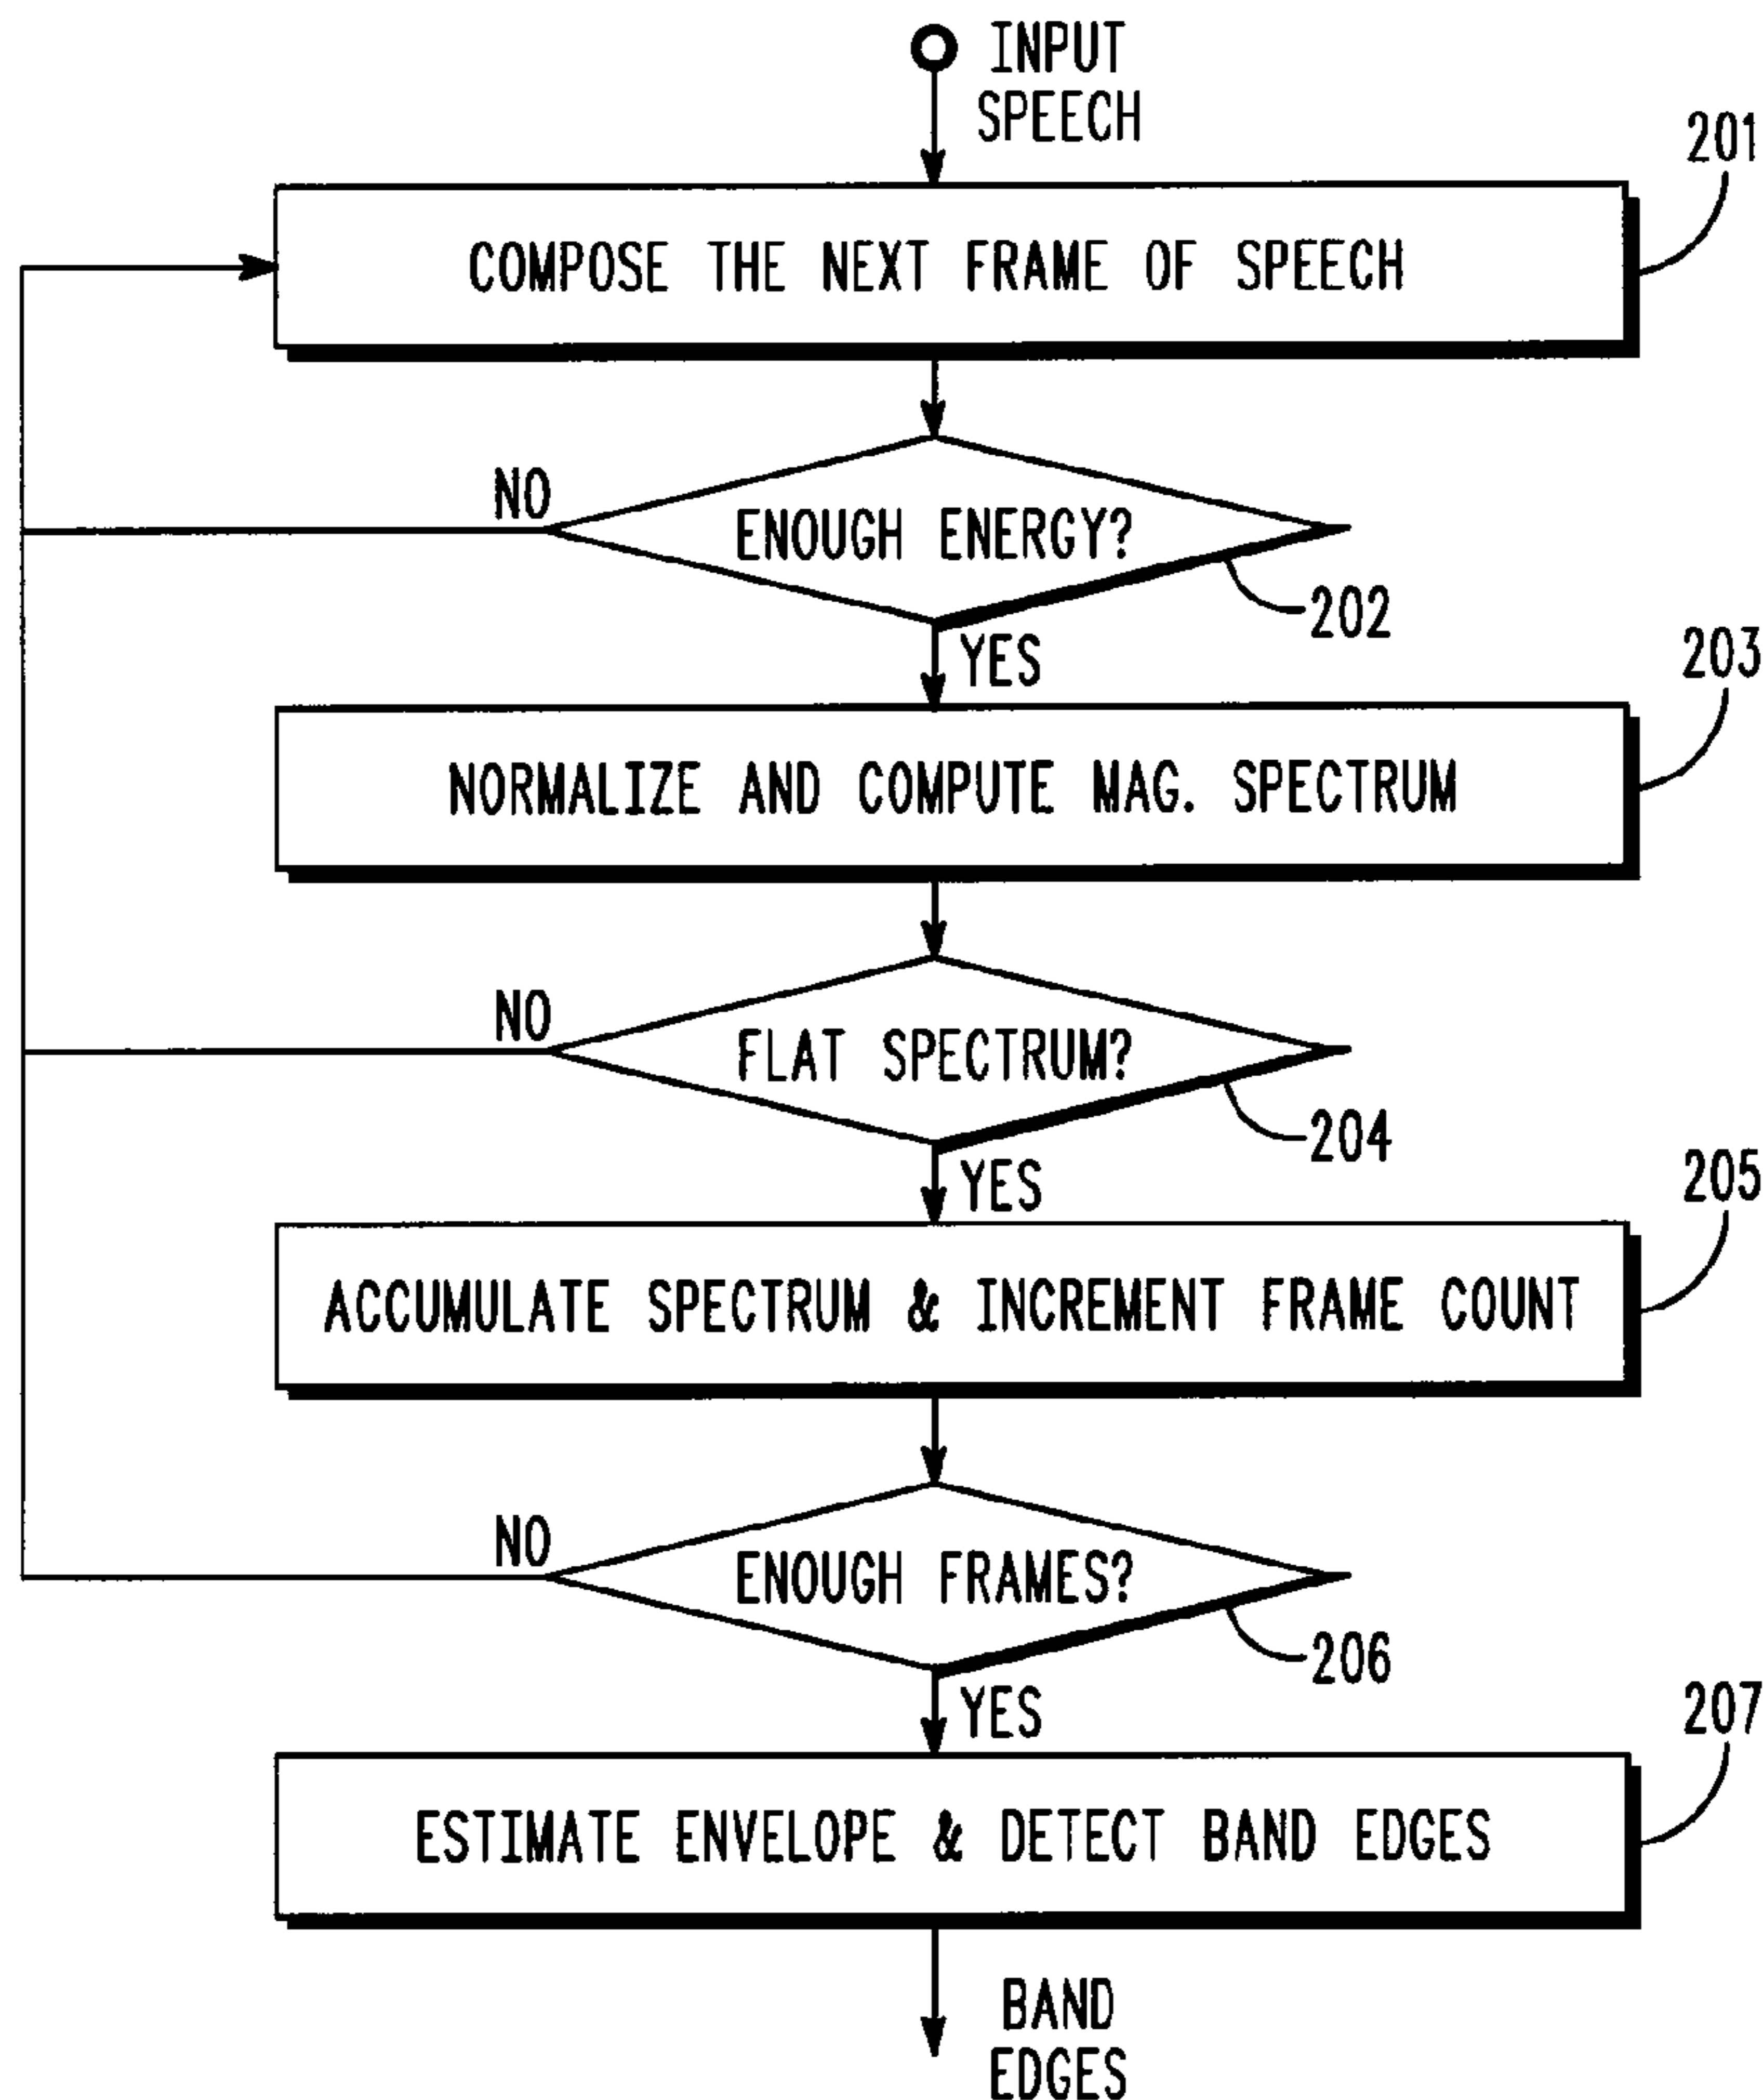 INPUT
SPEECH
201
COMPOSE THE NEXT FRAME OF SPEECH
NO
ENOUGH ENERGY?
202
YES
203
NORMALIZE AND COMPUTE MAG. SPECTRUM
NO
FLAT SPECTRUM?
204
YES
205
ACCUMULATE SPECTRUM & INCREMENT FRAME COUNT
NO
ENOUGH FRAMES?
206
YES
207
ESTIMATE ENVELOPE & DETECT BAND EDGES
BAND
EDGES